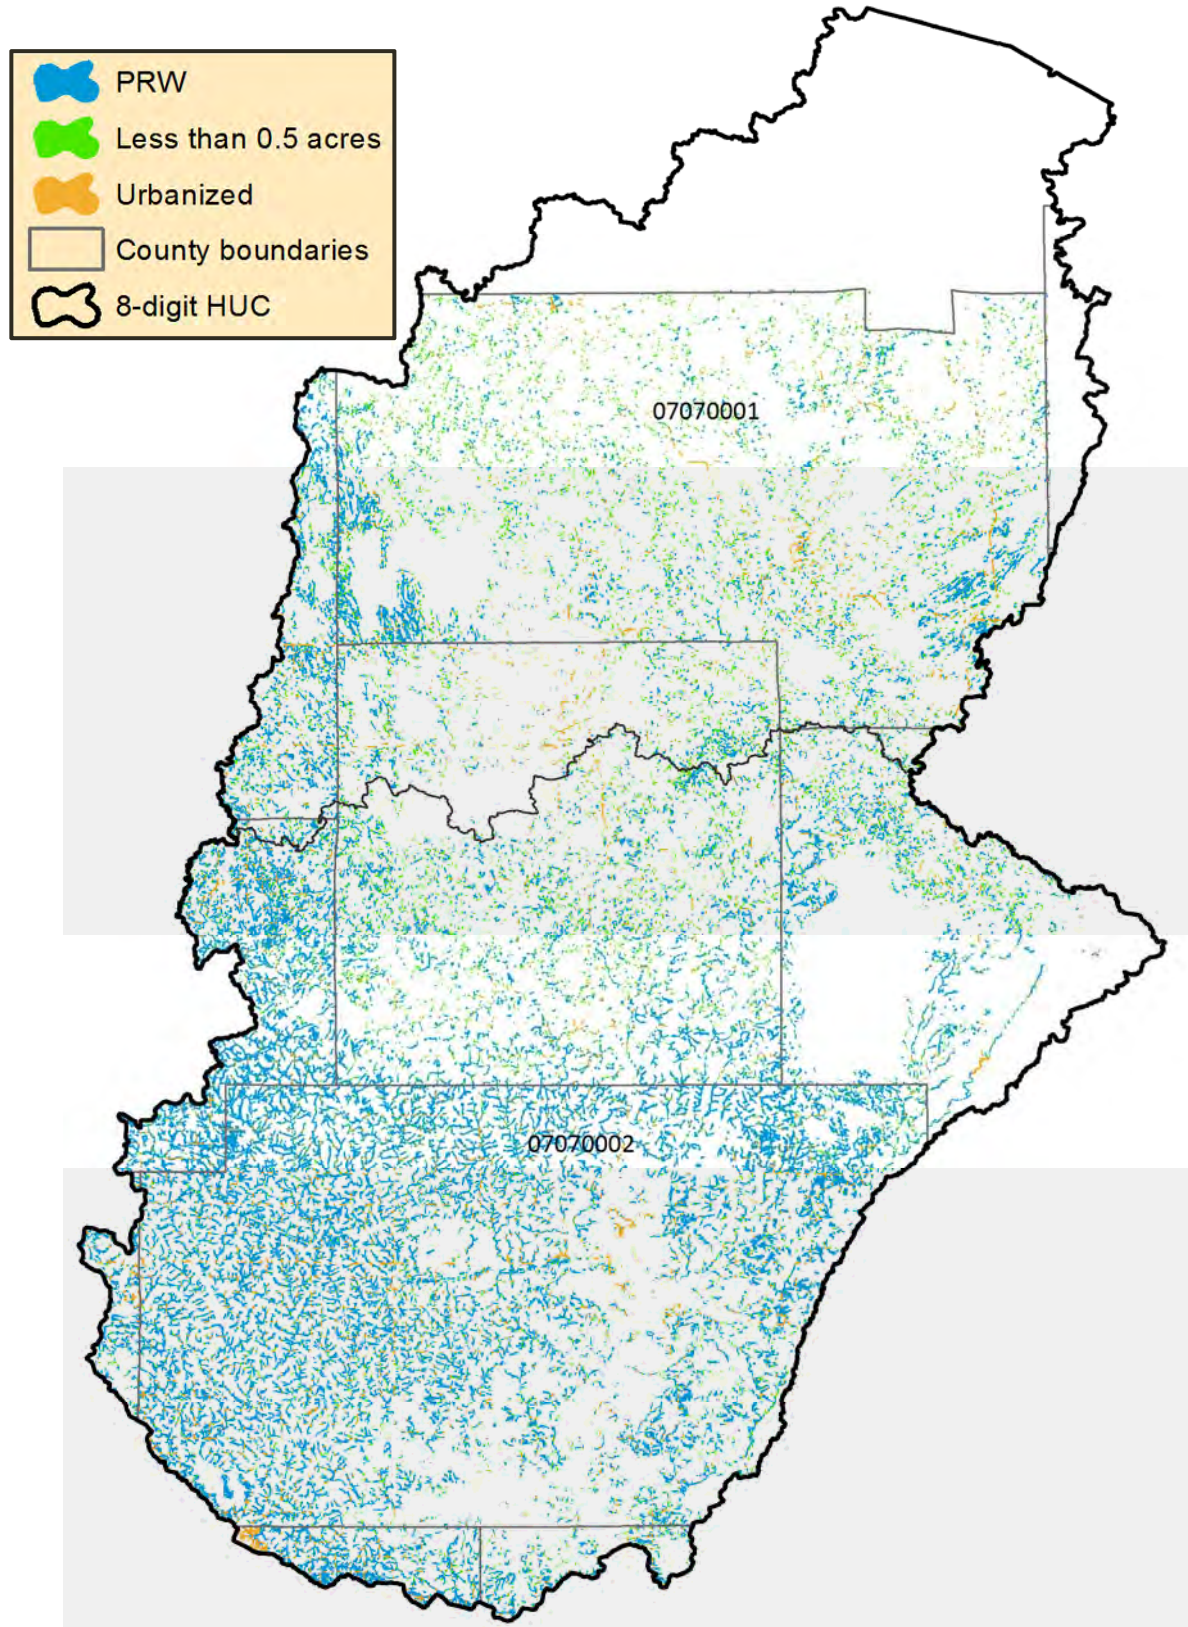 PRW
Less than 0.5 acres
Urbanized
County boundaries
8-digit HUC
07070001
07070002